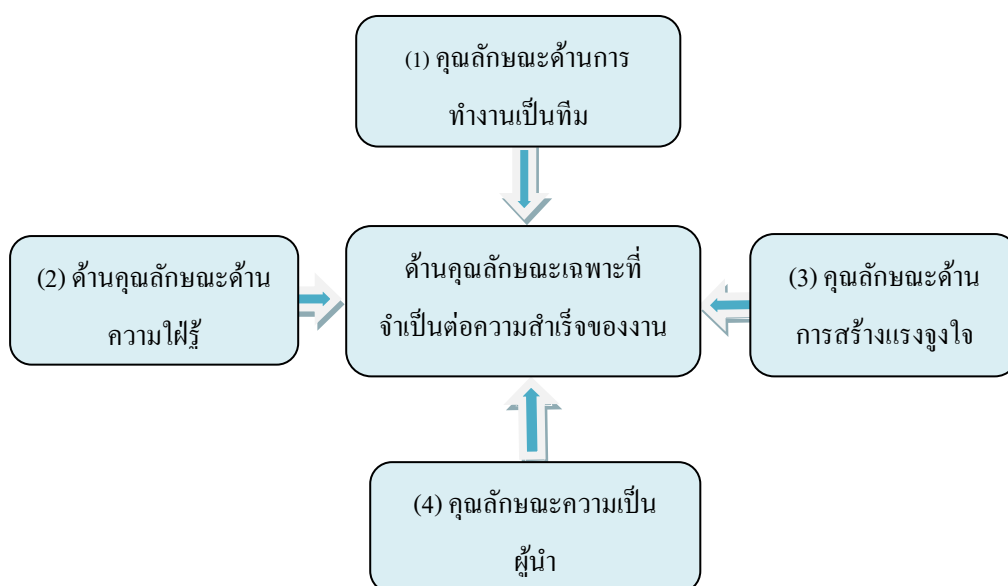 (1) คุณลักษณะด้านการ
ทำงานเป็นทีม
(2) ด้านคุณลักษณะด้าน
ความใฝ่รู้
ด้านคุณลักษณะเฉพาะที่
จำเป็นต่อความสำเร็จของงาน
(3) คุณลักษณะด้าน
การสร้างแรงจูงใจ
(4) คุณลักษณะความเป็น
ผู้นำ